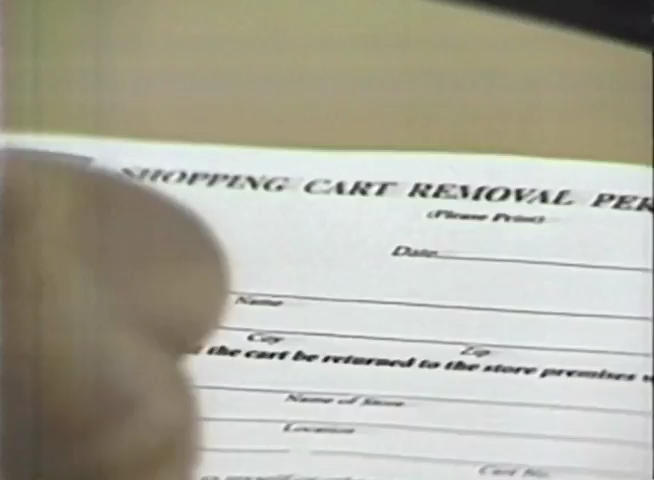 SHOPPING CART REMOVAL PER
(Please Print)
Date
Name
City Zip
the cart be returned to the store premises
Name of Store
Location
Cart No.